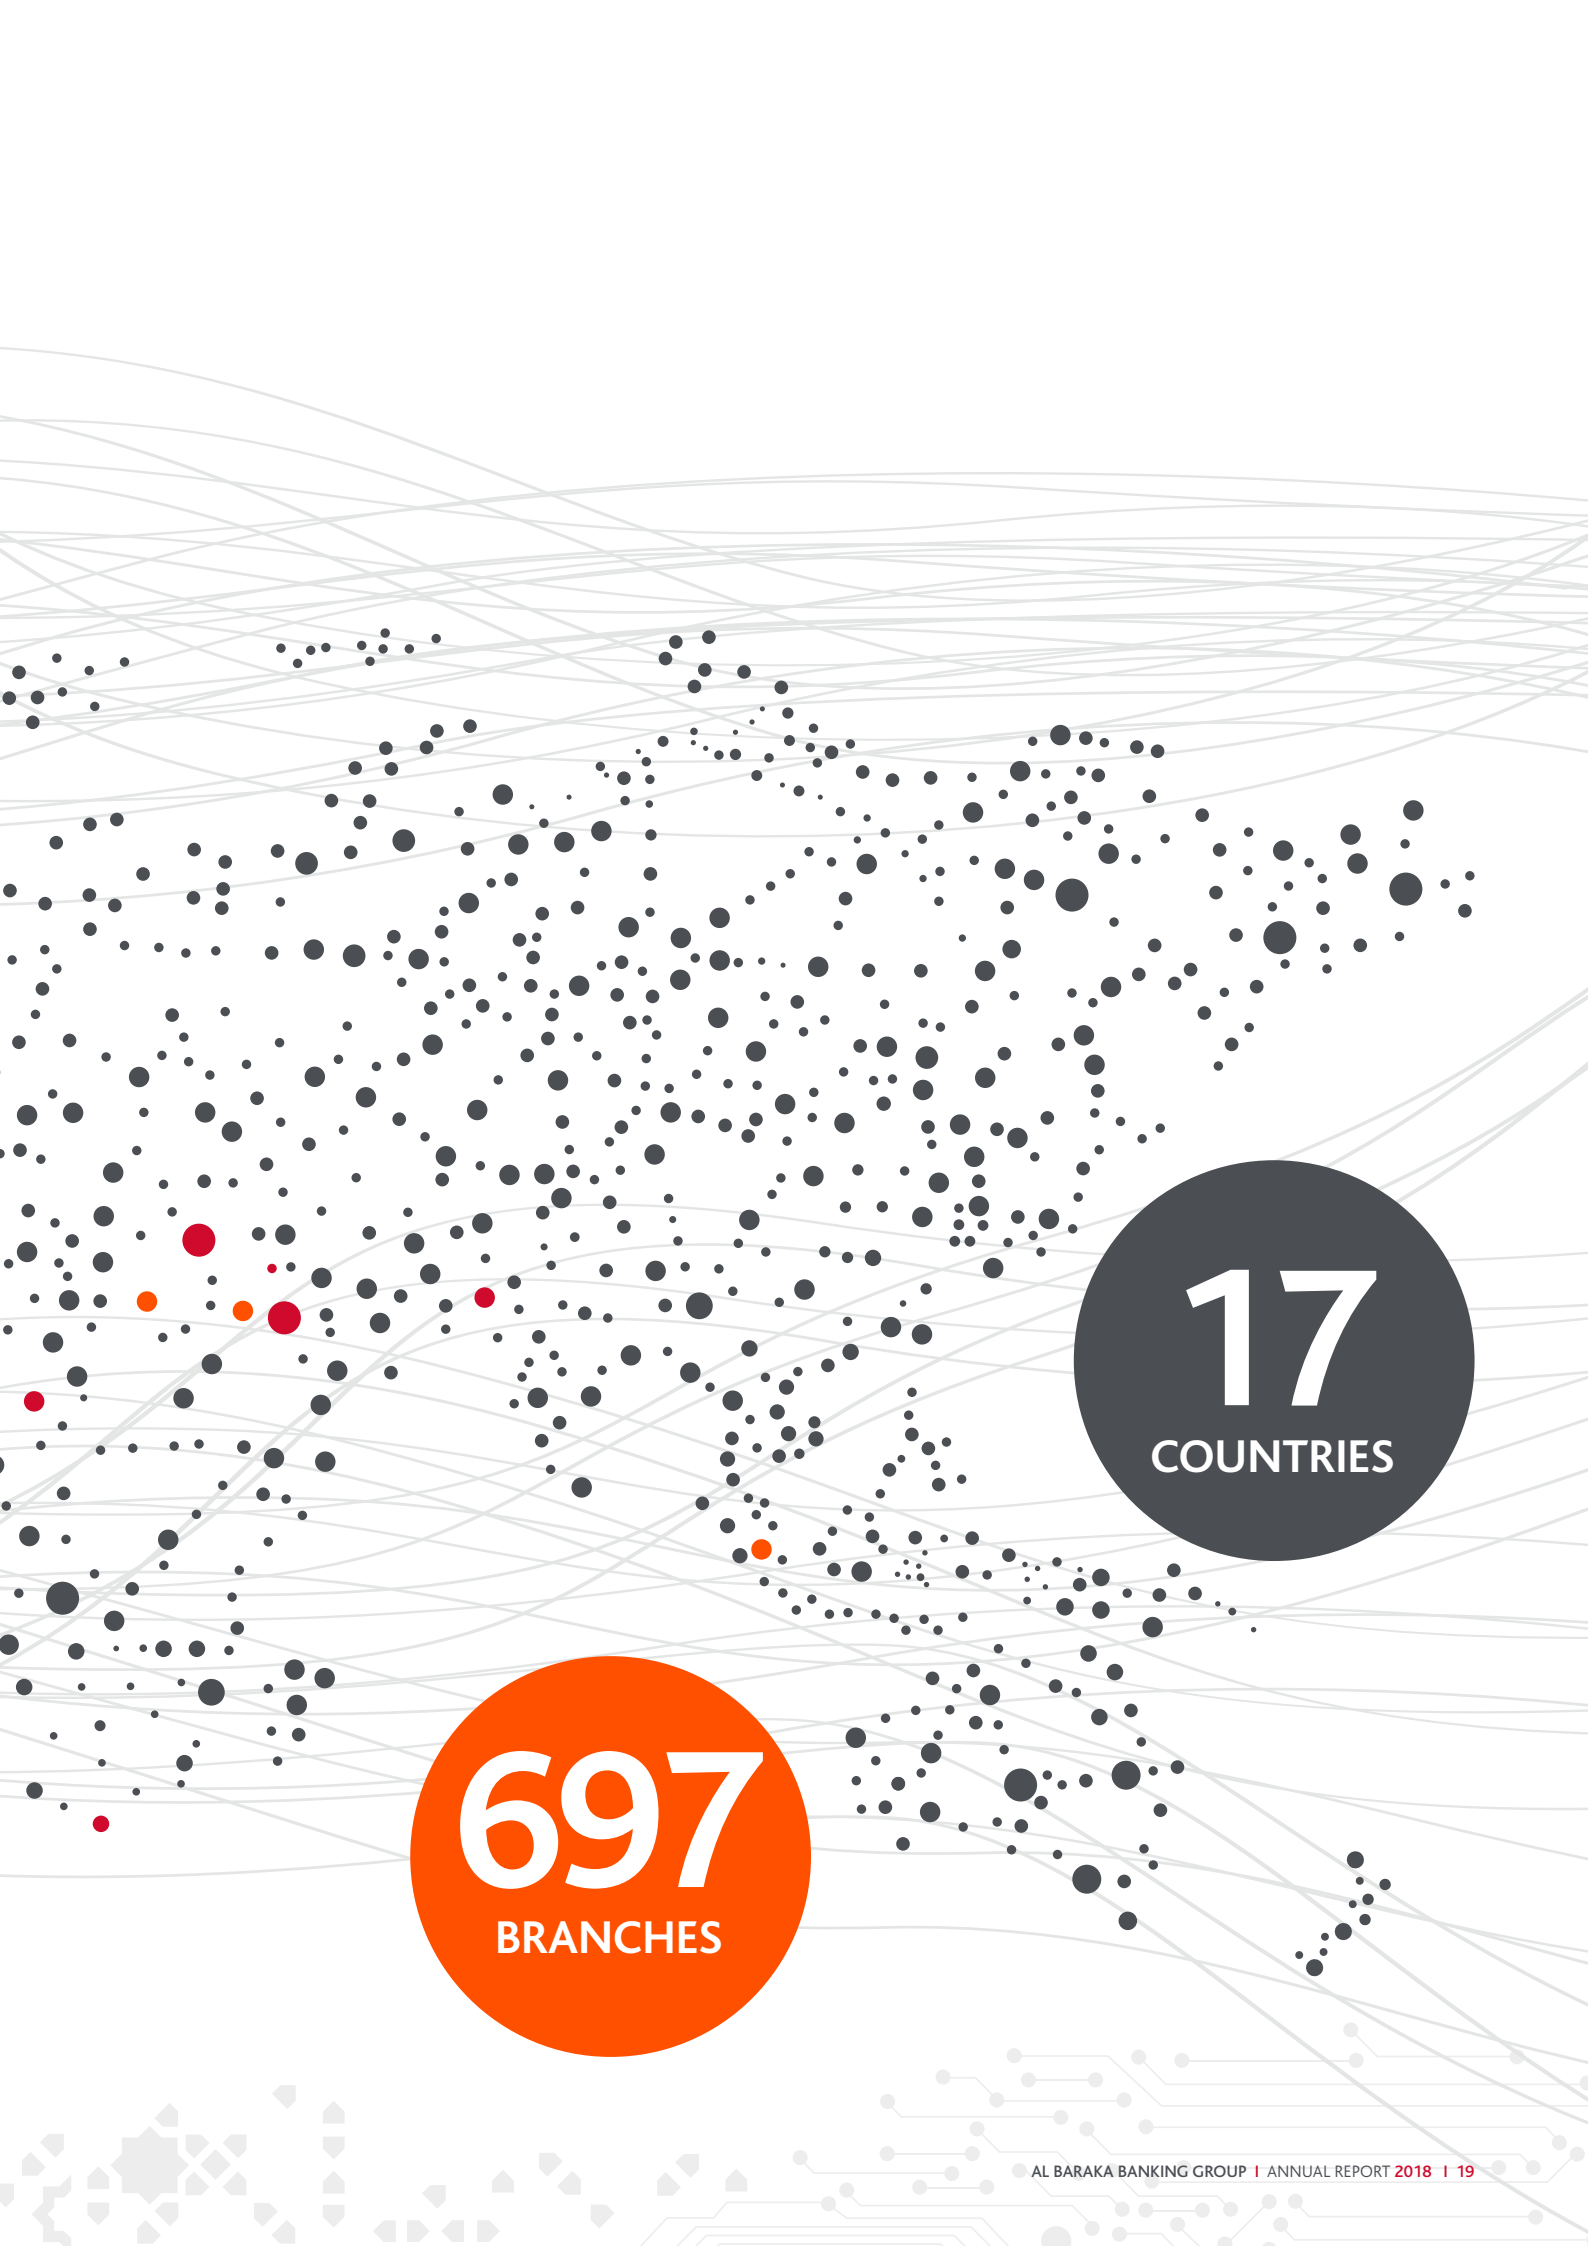 17
COUNTRIES
697
BRANCHES
AL BARAKA BANKING GROUP I ANNUAL REPORT 2018 I 19